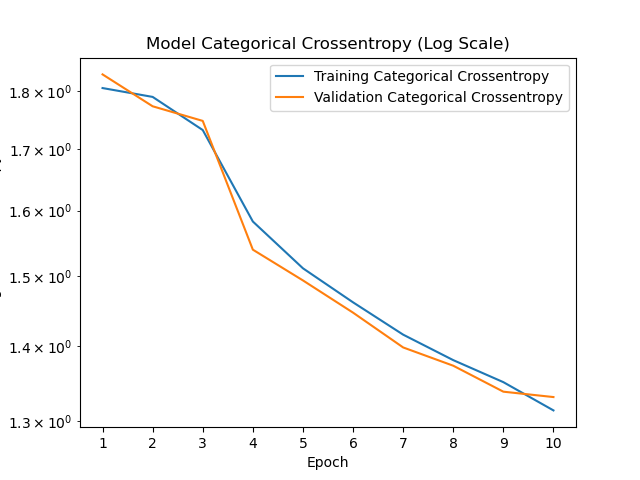 Model Categorical Crossentropy (Log Scale)
Training Categorical Crossentropy
Validation Categorical Crossentropy
1.8 × 10⁰
1.7 × 10⁰
1.6 × 10⁰
1.5 × 10⁰
1.4 × 10⁰
1.3 × 10⁰
1 2 3 4 5 6 7 8 9 10
Epoch